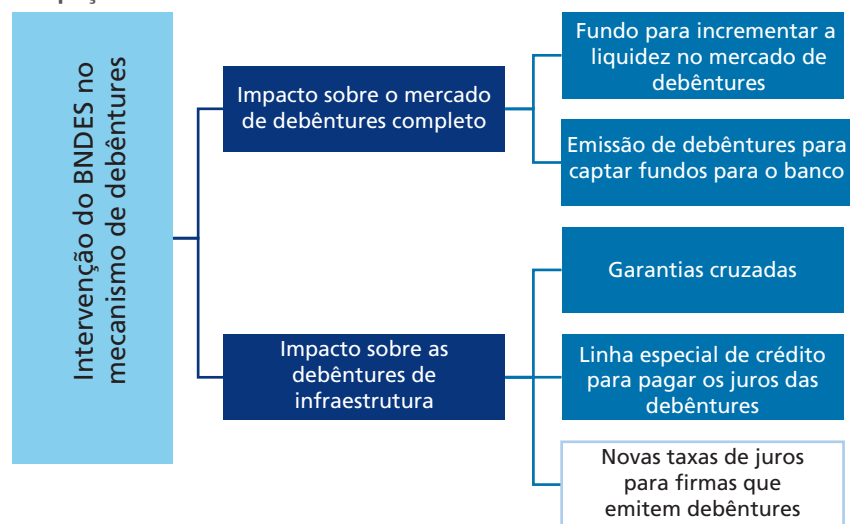 Intervenção do BNDES no
mecanismo de debêntures
Impacto sobre o mercado
de debêntures completo
Fundo para incrementar a
liquidez no mercado de
debêntures
Emissão de debêntures para
captar fundos para o banco
Impacto sobre as
debêntures de
infraestrutura
Garantias cruzadas
Linha especial de crédito
para pagar os juros das
debêntures
Novas taxas de juros
para firmas que
emitem debêntures